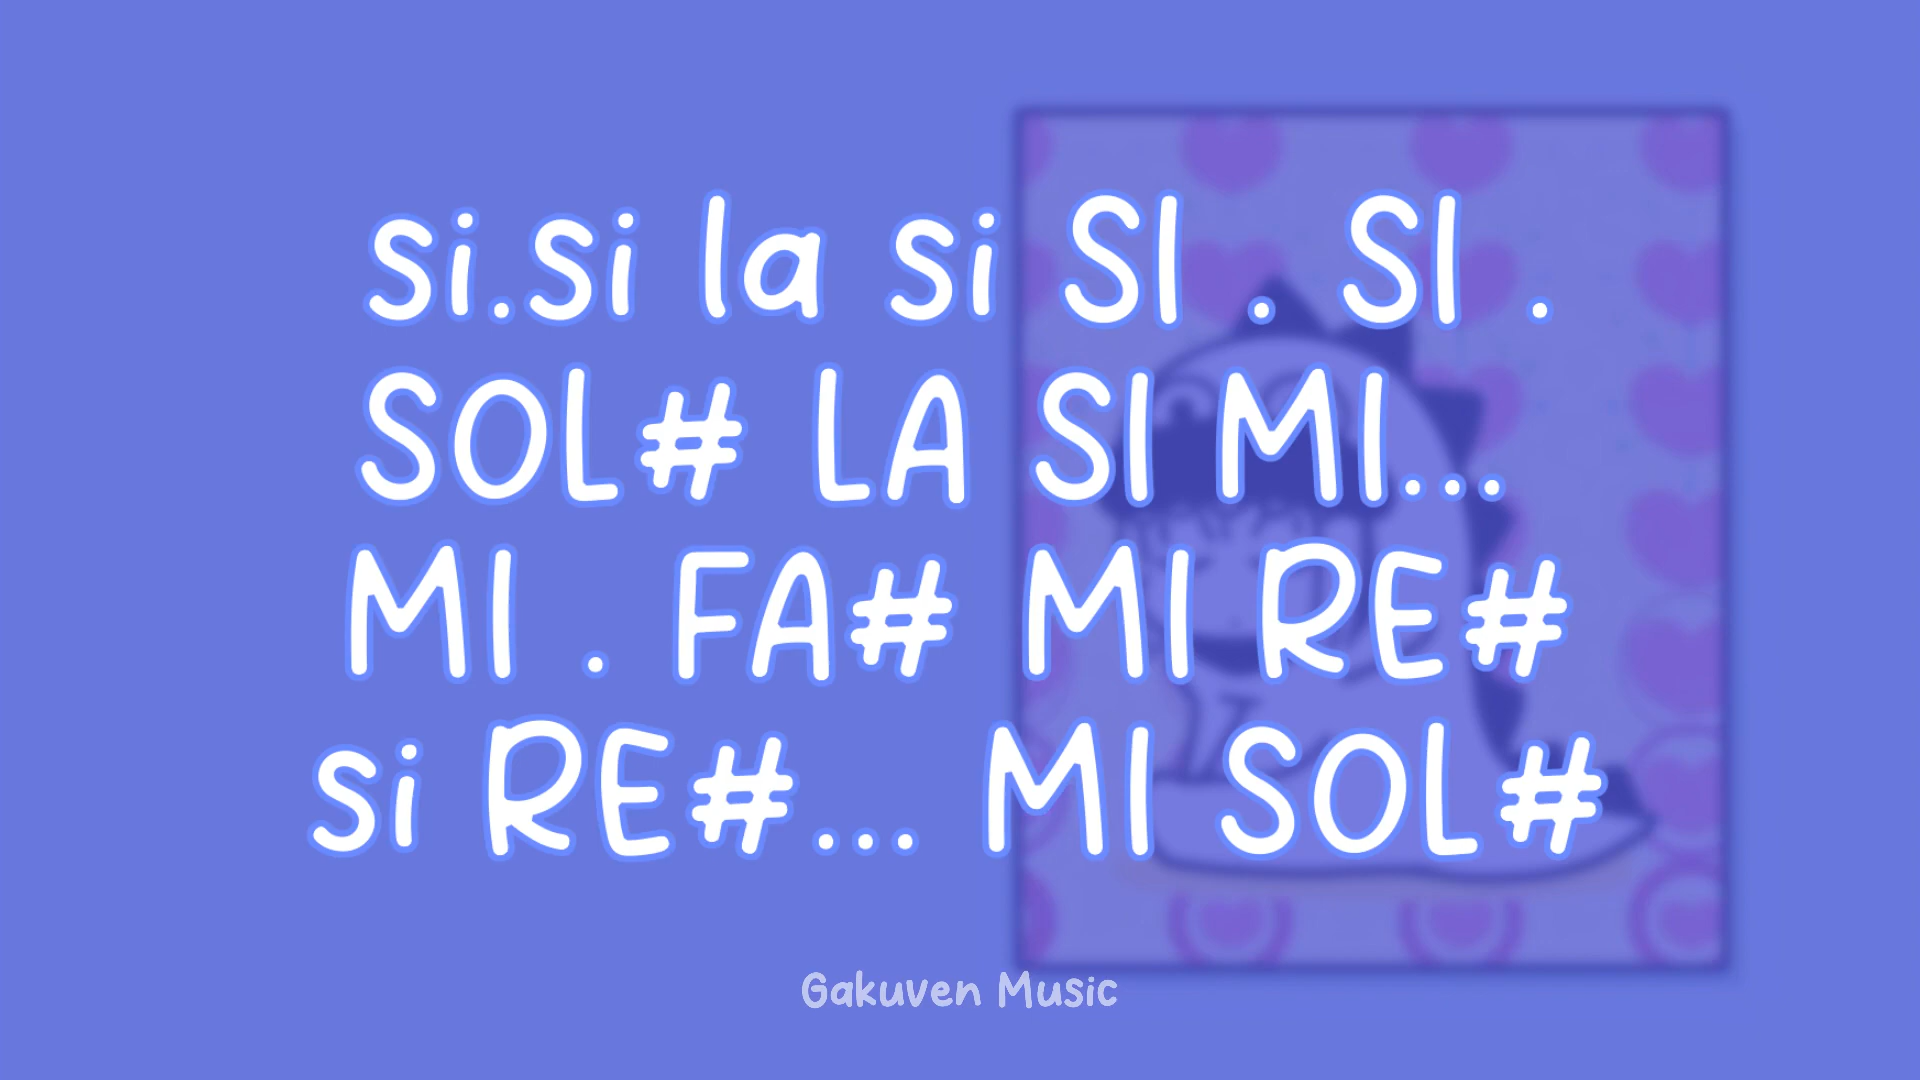 si.si la si SI . SI .
SOL# LA SI MI...
MI . FA# MI RE#
si RE#... MI SOL#
Gakuven Music